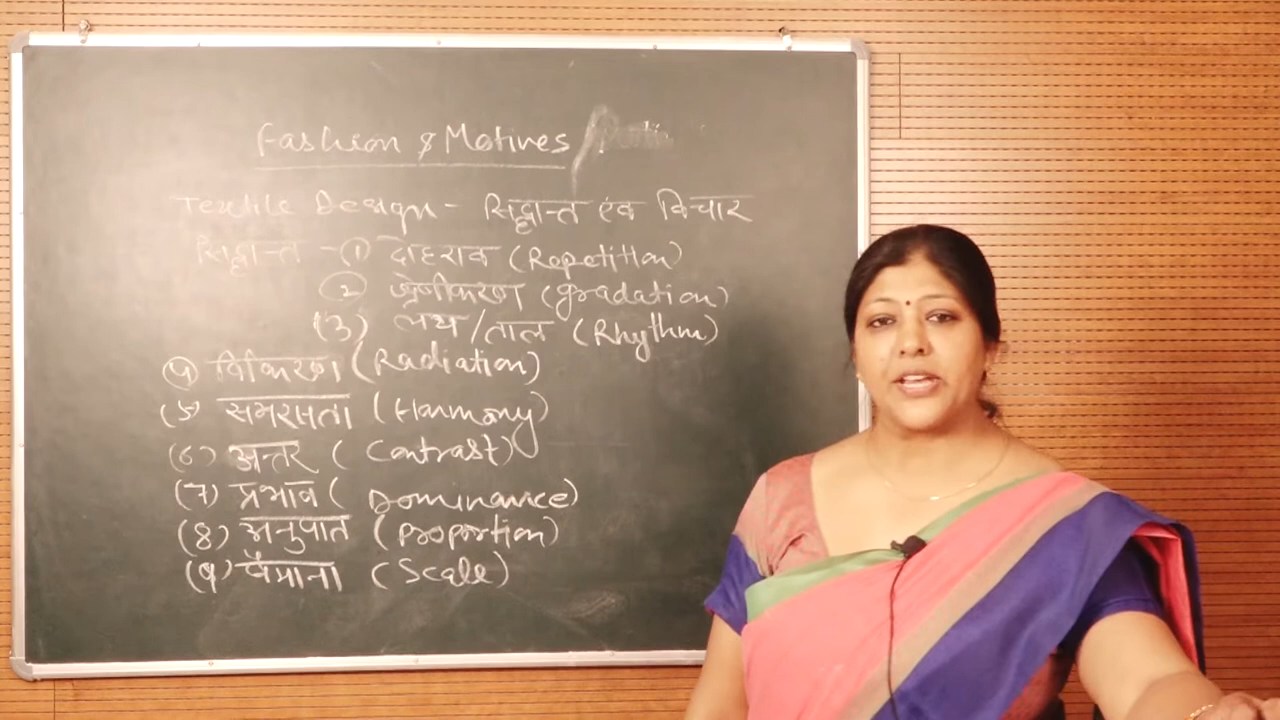 Fashion & Motives
Textile Design - सिद्धान्त एवं विचार
सिद्धान्त - (1) दोहराव (Repetition)
(2) श्रेणीकरण (gradation)
(3) लय/ताल (Rhythm)
(4) विकिरण (Radiation)
(5) समरसता (Harmony)
(6) अन्तर (Contrast)
(7) प्रभाव (Dominance)
(8) अनुपात (Proportion)
(9) पैमाना (Scale)